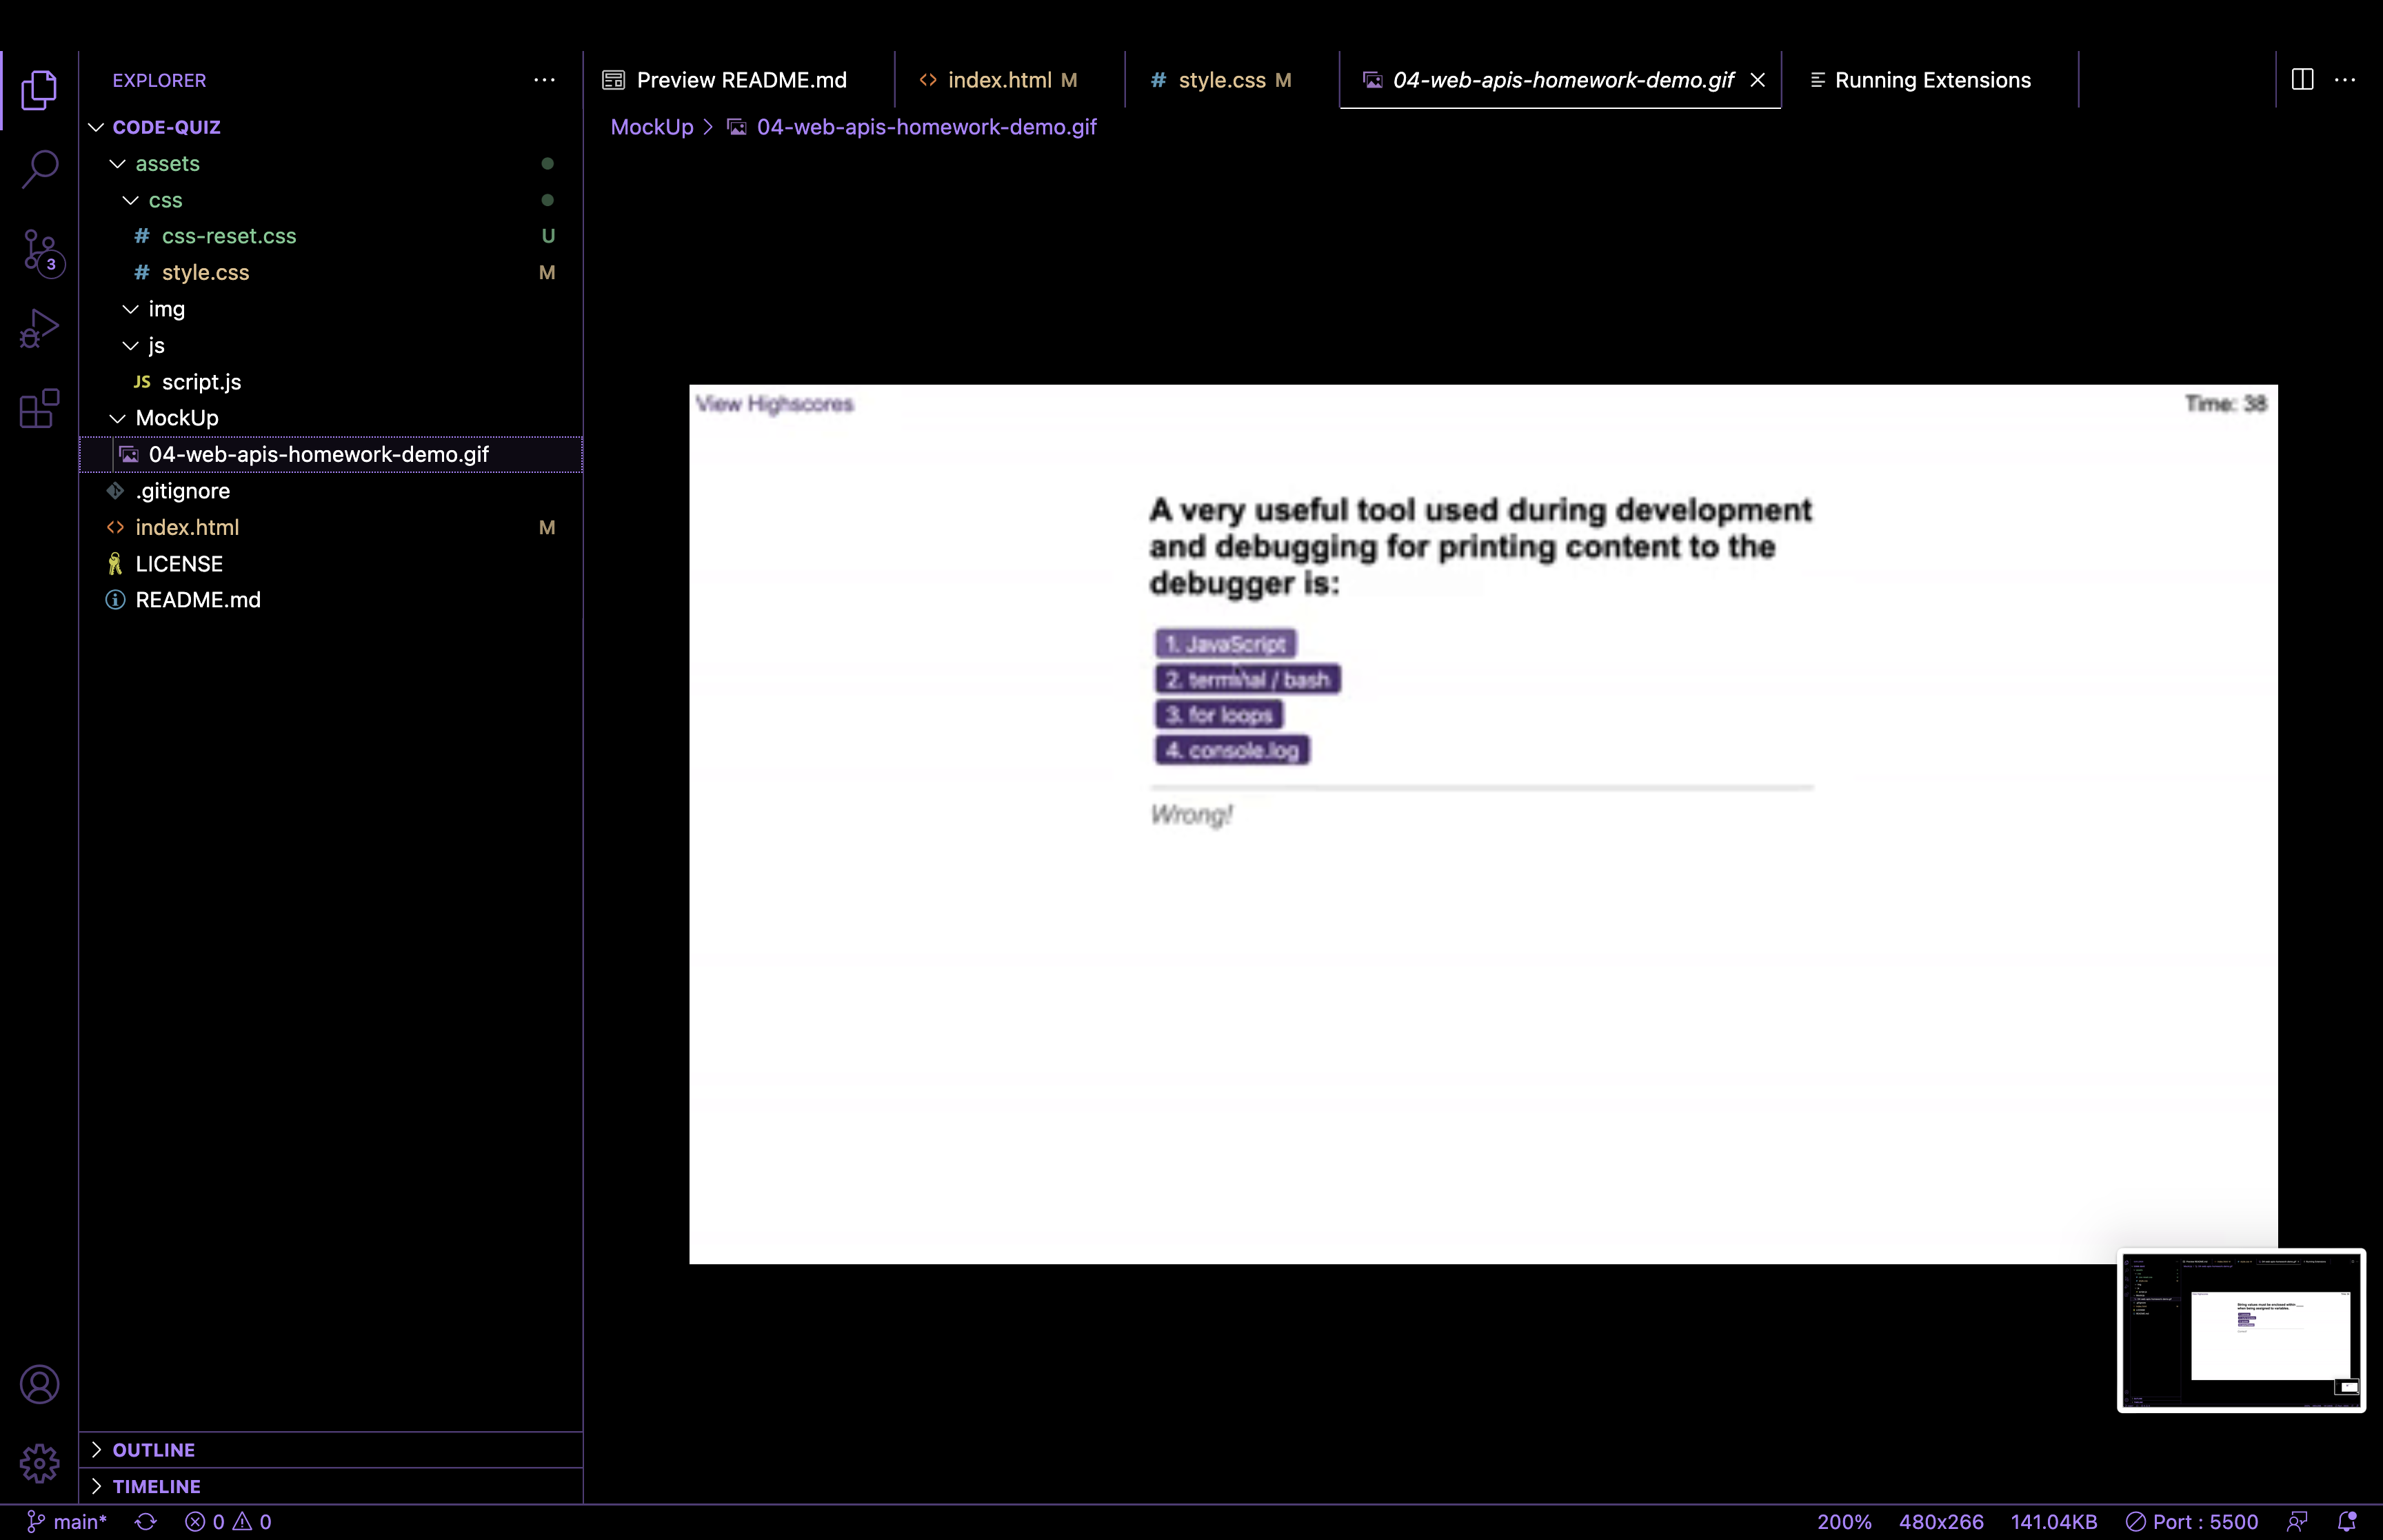 EXPLORER
CODE-QUIZ
assets
css
# css-reset.css U
# style.css M
img
js
JS script.js
MockUp
04-web-apis-homework-demo.gif
.gitignore
<> index.html M
LICENSE
README.md
OUTLINE
TIMELINE
3
Preview README.md
<> index.html M
# style.css M
04-web-apis-homework-demo.gif
Running Extensions
MockUp > 04-web-apis-homework-demo.gif
View Highscores
Time: 38
A very useful tool used during development
and debugging for printing content to the
debugger is:
1. JavaScript
2. terminal / bash
3. for loops
4. console.log
Wrong!
main* 0 0
200% 480x266 141.04KB Port : 5500